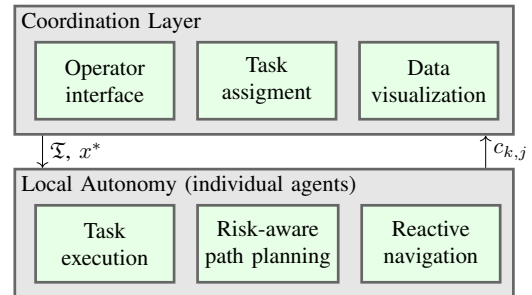 Coordination Layer
Operator
interface
Task
assigment
Data
visualization
𝔗, x*
c_{k,j}
Local Autonomy (individual agents)
Task
execution
Risk-aware
path planning
Reactive
navigation